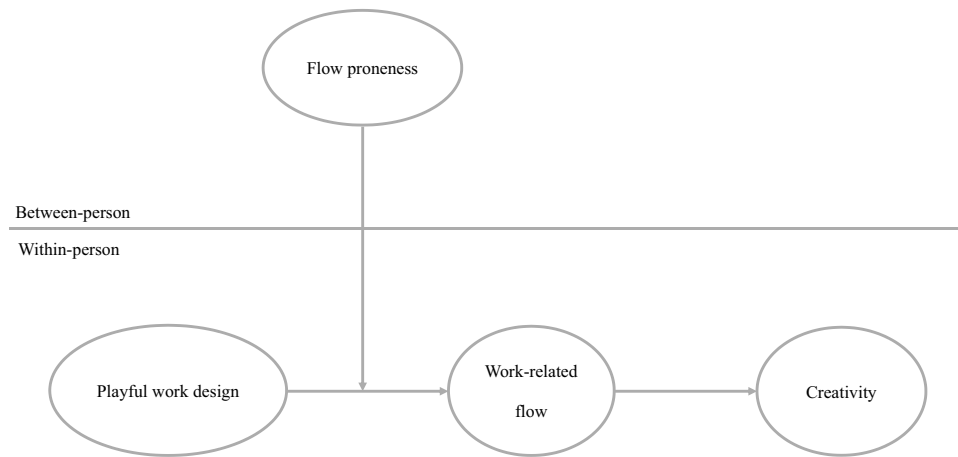 Flow proneness
Between-person
Within-person
Playful work design
Work-related
flow
Creativity